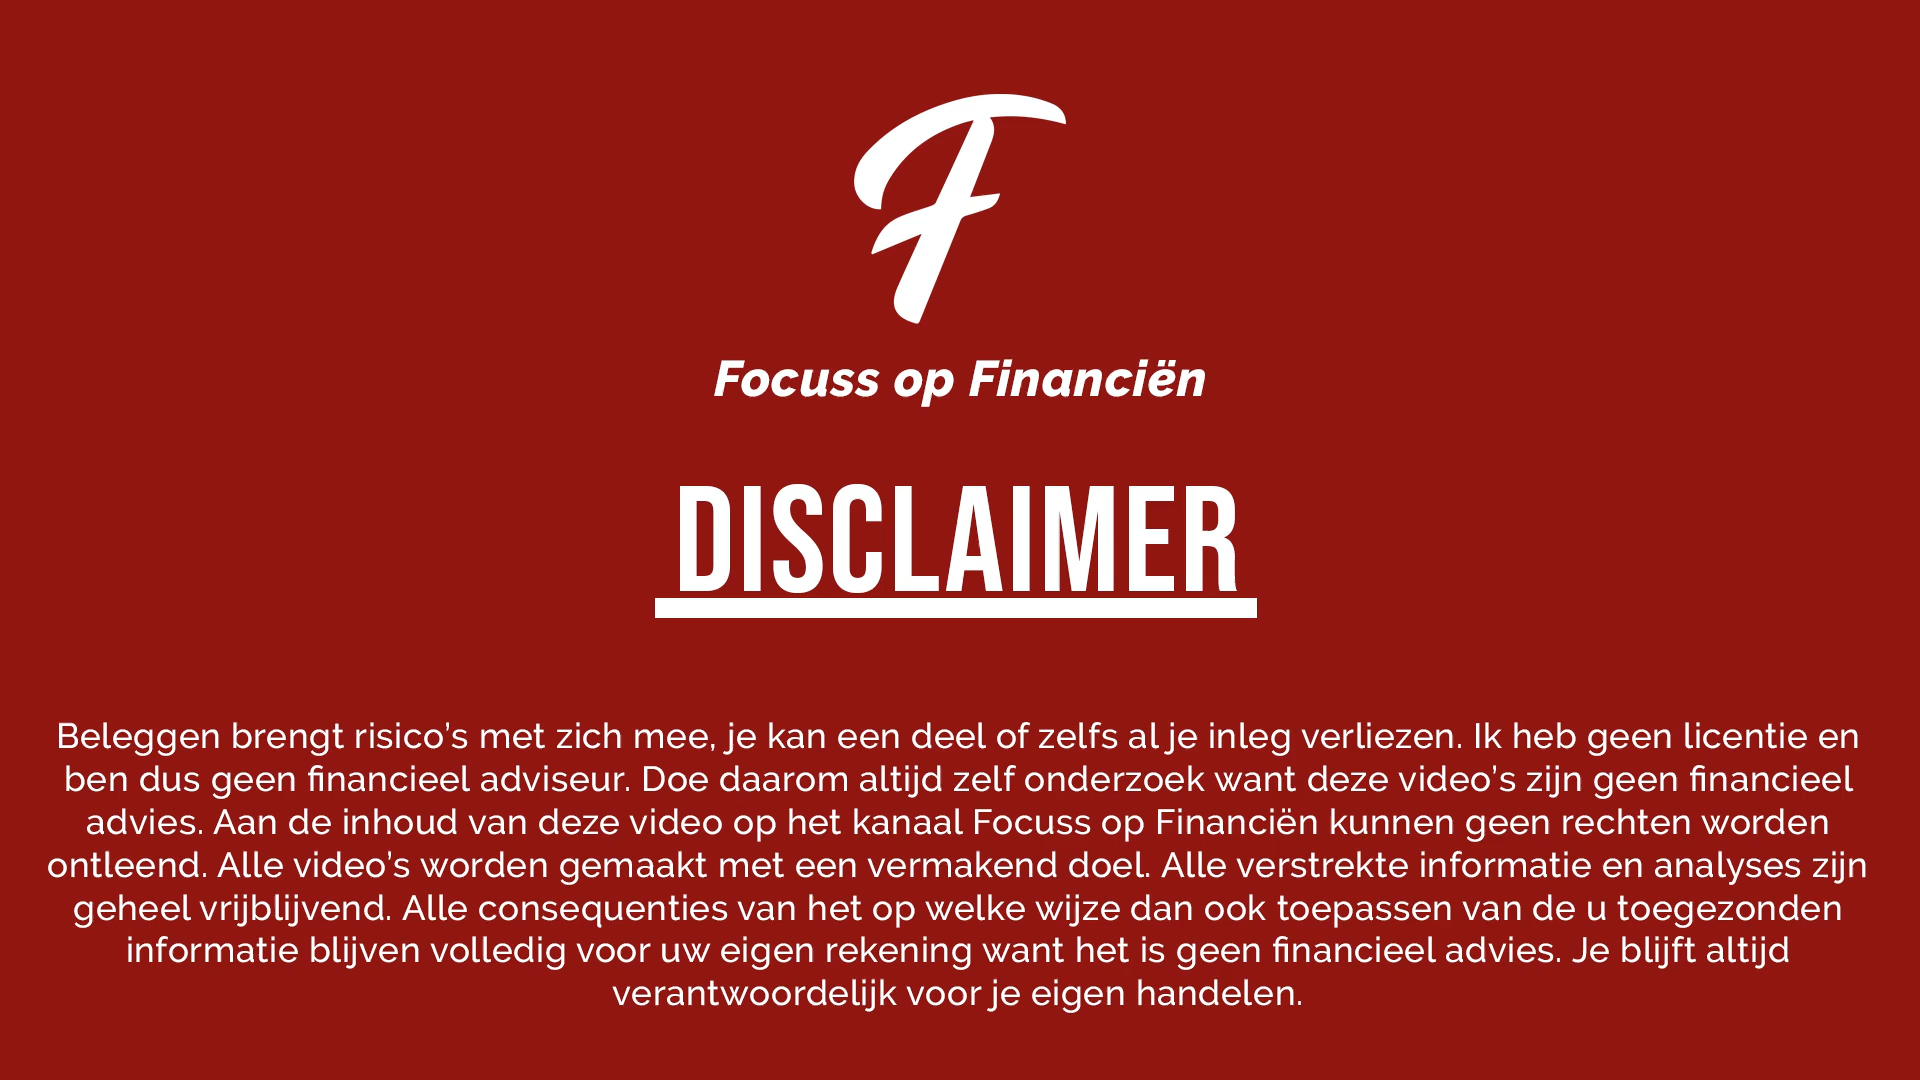 F
Focuss op Financiën
DISCLAIMER
Beleggen brengt risico’s met zich mee, je kan een deel of zelfs al je inleg verliezen. Ik heb geen licentie en
ben dus geen financieel adviseur. Doe daarom altijd zelf onderzoek want deze video’s zijn geen financieel
advies. Aan de inhoud van deze video op het kanaal Focuss op Financiën kunnen geen rechten worden
ontleend. Alle video’s worden gemaakt met een vermakend doel. Alle verstrekte informatie en analyses zijn
geheel vrijblijvend. Alle consequenties van het op welke wijze dan ook toepassen van de u toegezonden
informatie blijven volledig voor uw eigen rekening want het is geen financieel advies. Je blijft altijd
verantwoordelijk voor je eigen handelen.